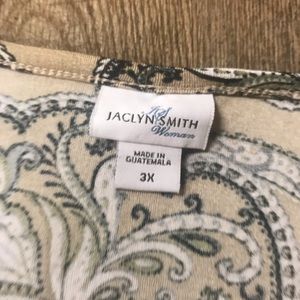 JS
JACLYN SMITH
Woman
MADE IN
GUATEMALA
3X